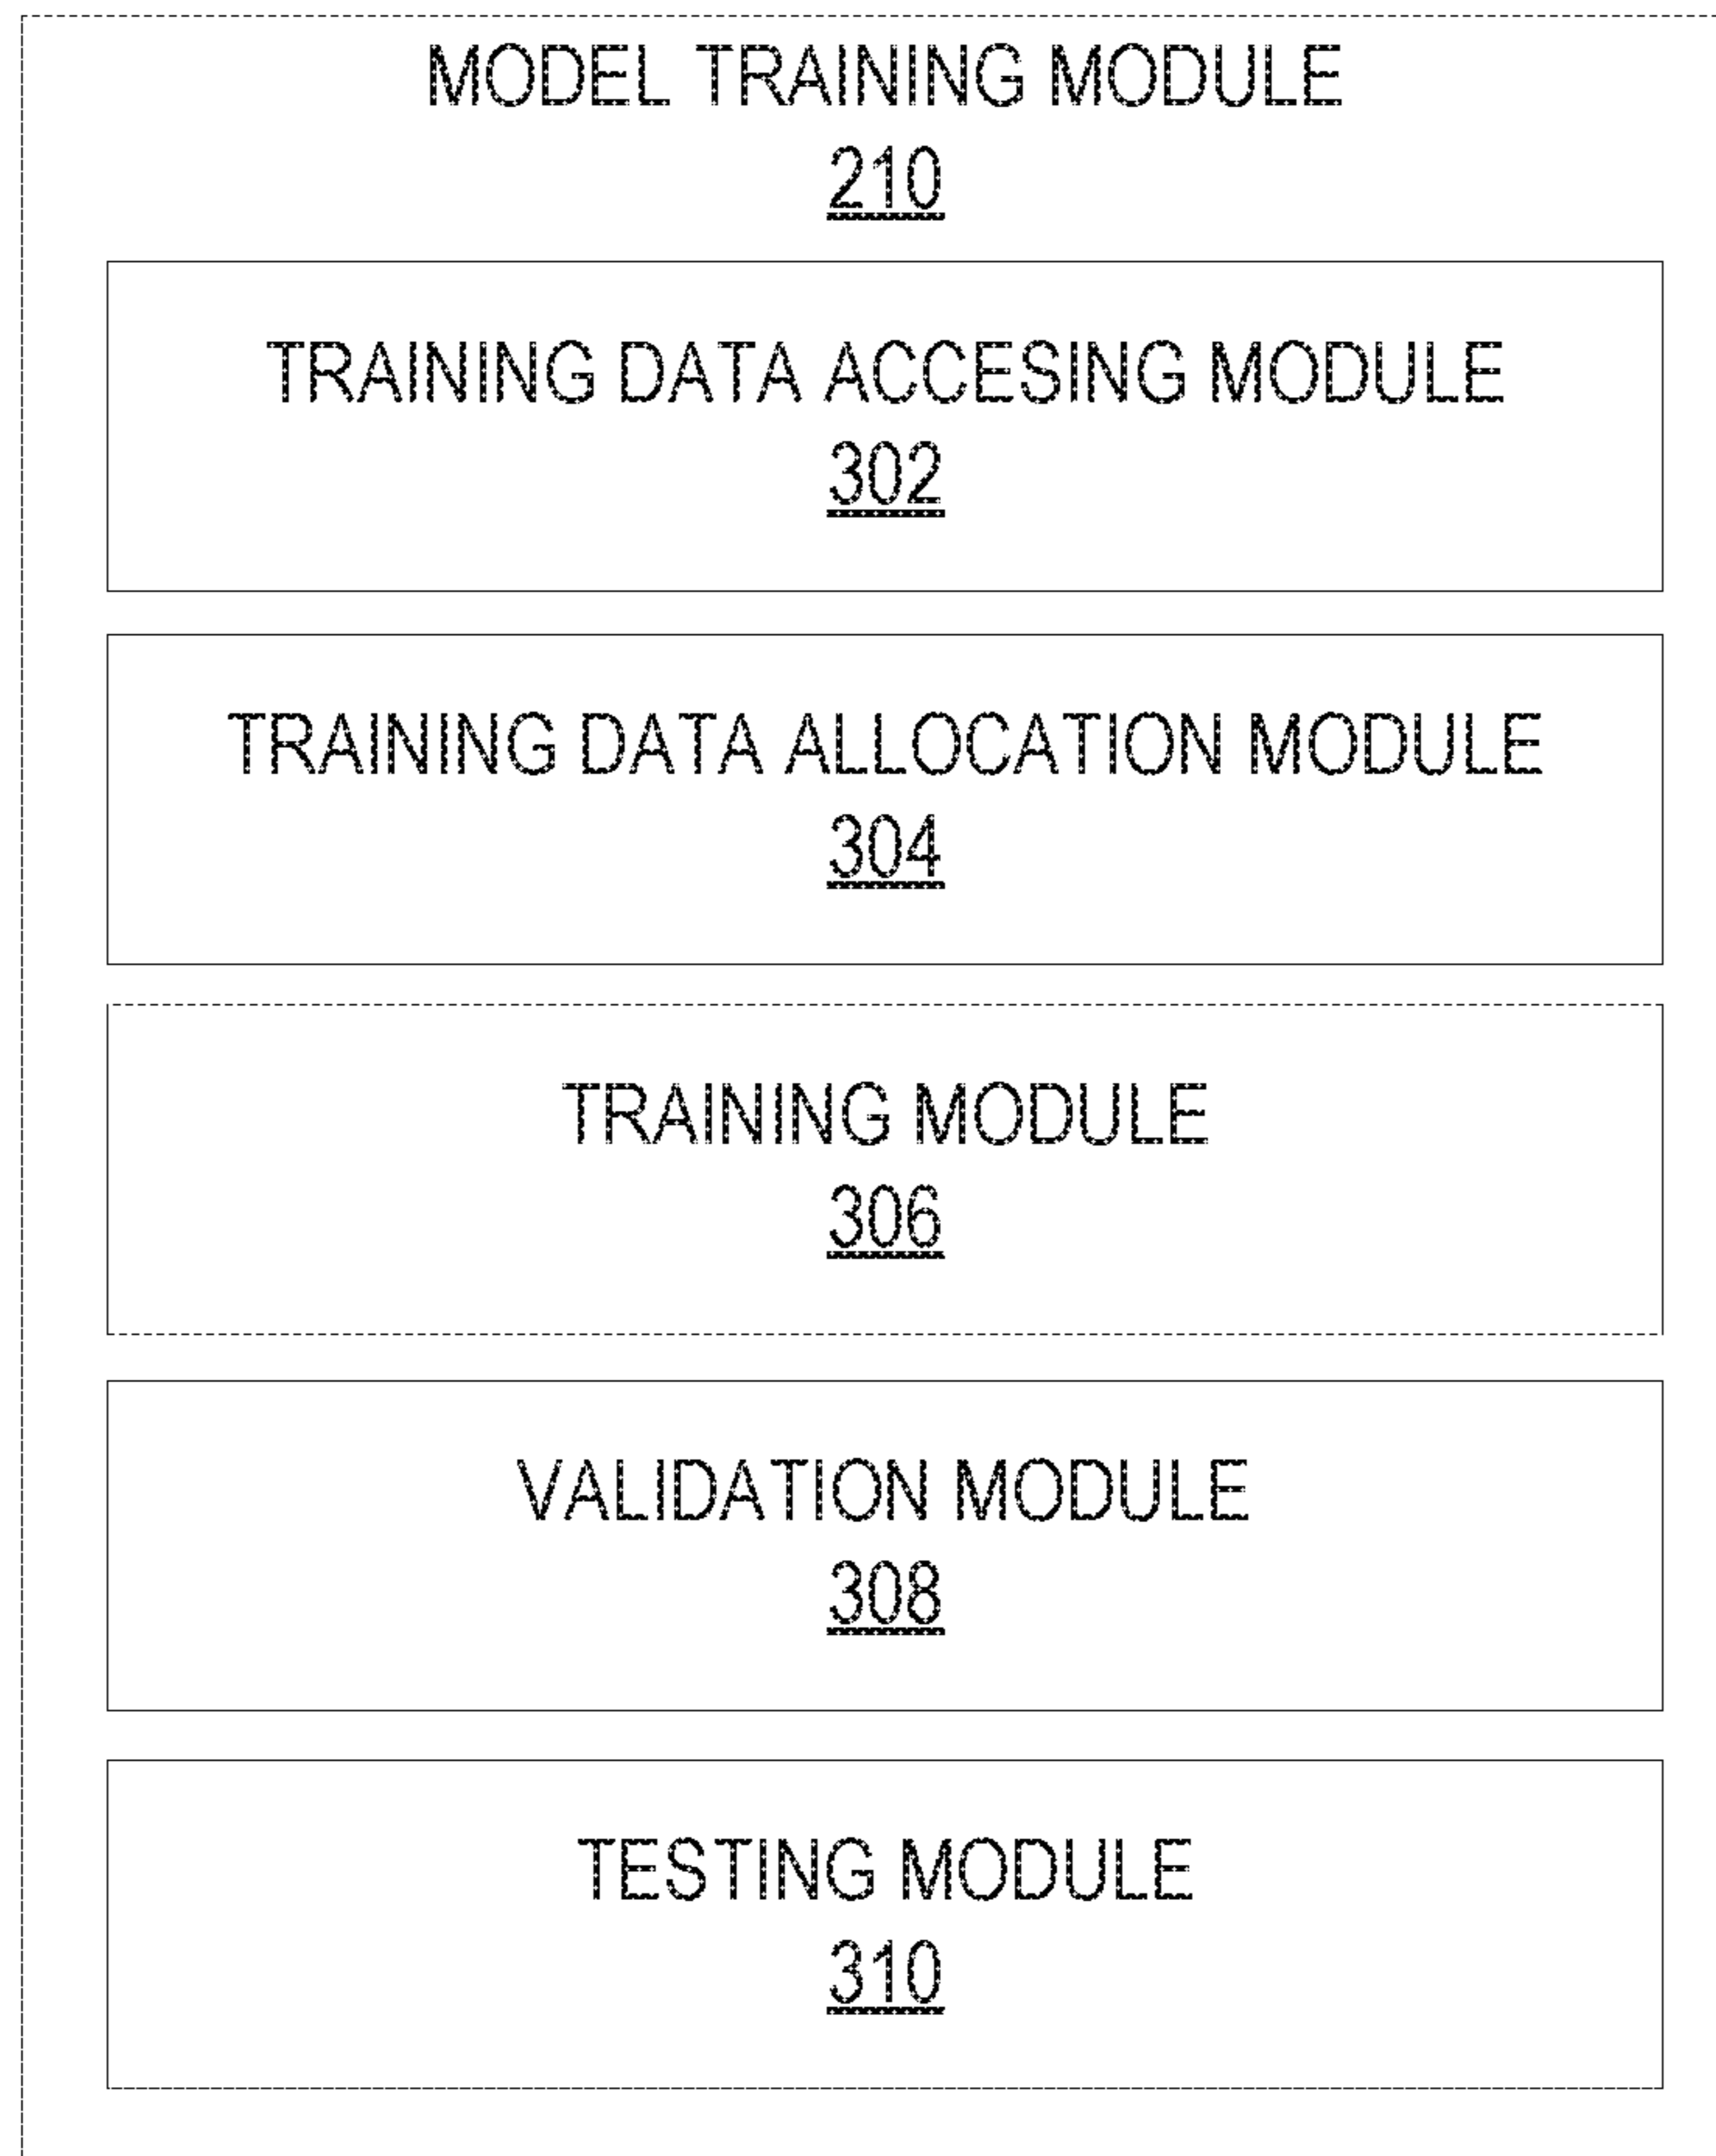 MODEL TRAINING MODULE
210
TRAINING DATA ACCESING MODULE
302
TRAINING DATA ALLOCATION MODULE
304
TRAINING MODULE
306
VALIDATION MODULE
308
TESTING MODULE
310